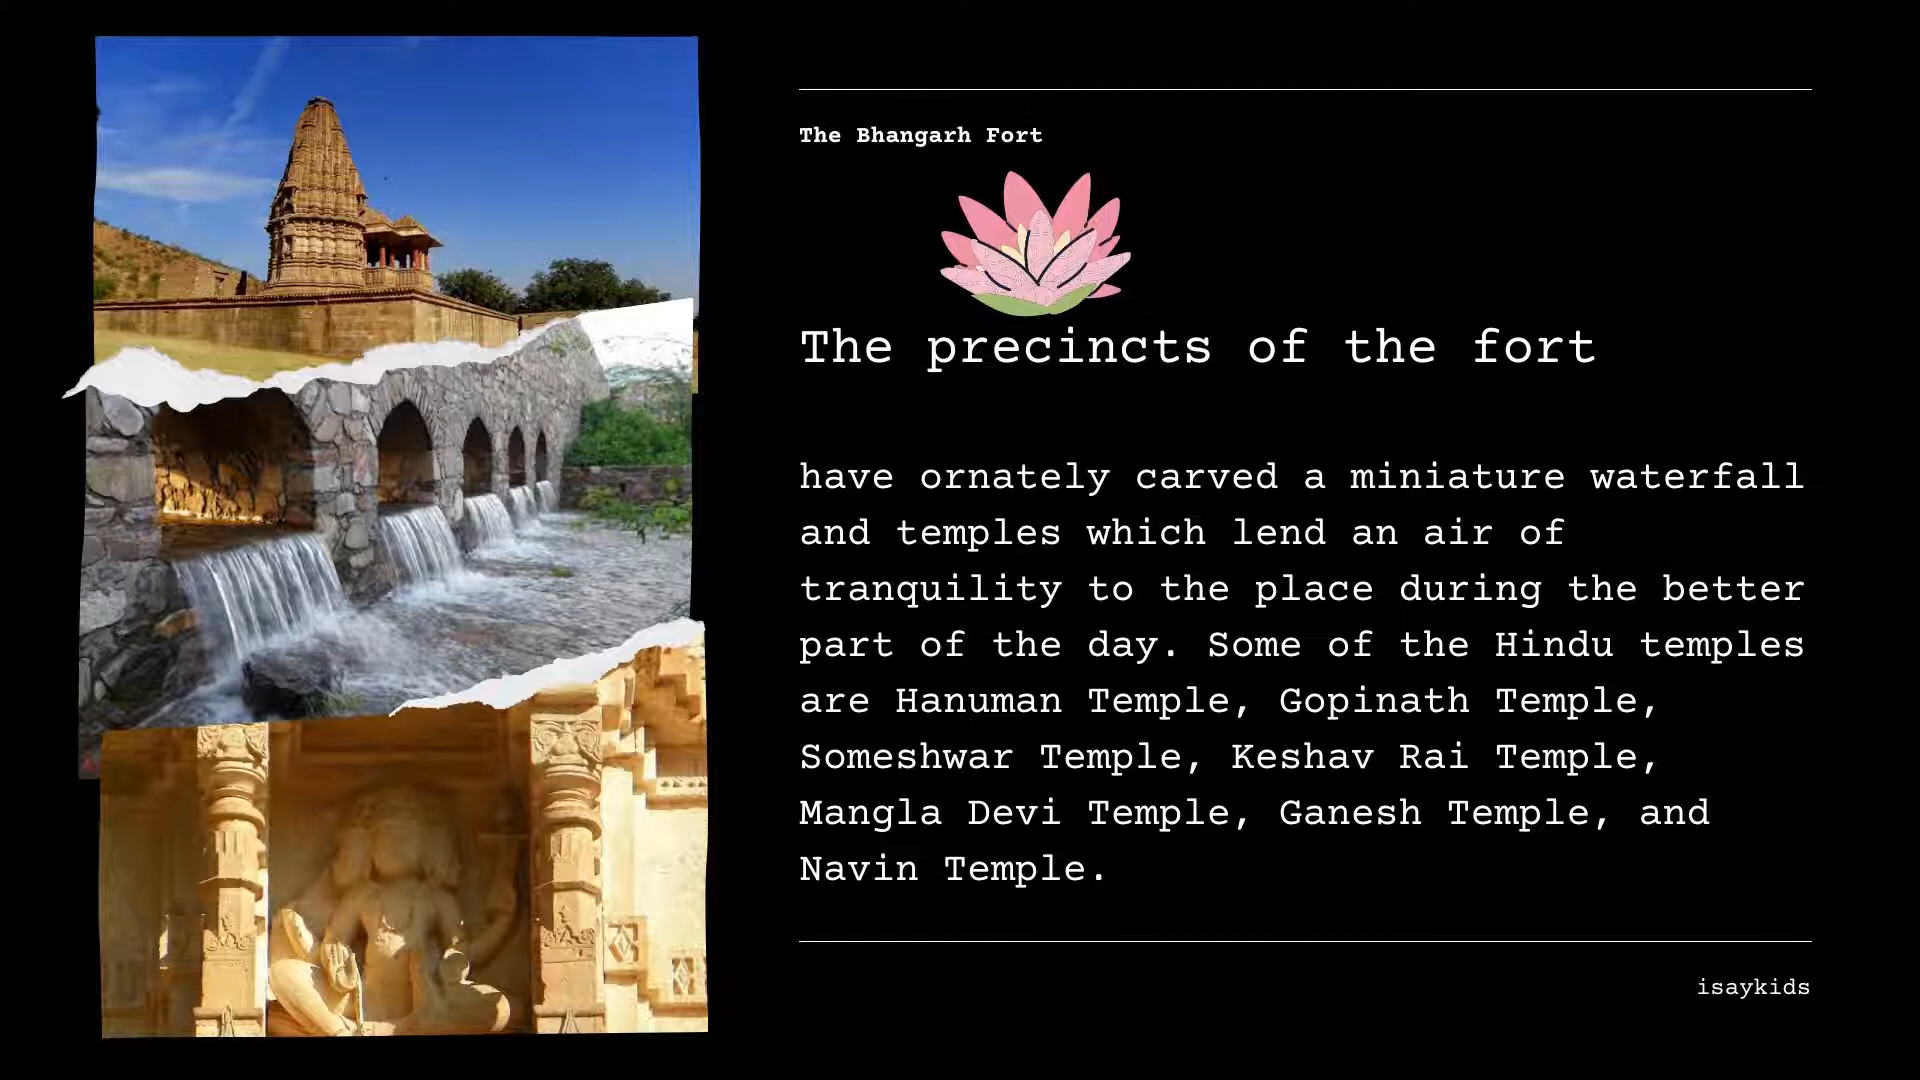 The Bhangarh Fort
The precincts of the fort
have ornately carved a miniature waterfall
and temples which lend an air of
tranquility to the place during the better
part of the day. Some of the Hindu temples
are Hanuman Temple, Gopinath Temple,
Someshwar Temple, Keshav Rai Temple,
Mangla Devi Temple, Ganesh Temple, and
Navin Temple.
isaykids